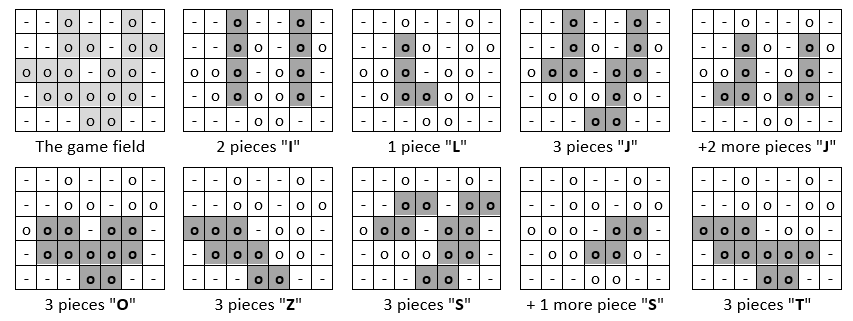 - - o - - o -
- - o o - o o
o o o - o o -
- o o o o o -
- - - o o - -
The game field
- - o - - o -
- - o o - o o
o o o - o o -
- o o o o o -
- - - o o - -
2 pieces "I"
- - o - - o -
- - o o - o o
o o o - o o -
- o o o o o -
- - - o o - -
1 piece "L"
- - o - - o -
- - o o - o o
o o o - o o -
- o o o o o -
- - - o o - -
3 pieces "J"
- - o - - o -
- - o o - o o
o o o - o o -
- o o o o o -
- - - o o - -
+2 more pieces "J"
- - o - - o -
- - o o - o o
o o o - o o -
- o o o o o -
- - - o o - -
3 pieces "O"
- - o - - o -
- - o o - o o
o o o - o o -
- o o o o o -
- - - o o - -
3 pieces "Z"
- - o - - o -
- - o o - o o
o o o - o o -
- o o o o o -
- - - o o - -
3 pieces "S"
- - o - - o -
- - o o - o o
o o o - o o -
- o o o o o -
- - - o o - -
+ 1 more piece "S"
- - o - - o -
- - o o - o o
o o o - o o -
- o o o o o -
- - - o o - -
3 pieces "T"